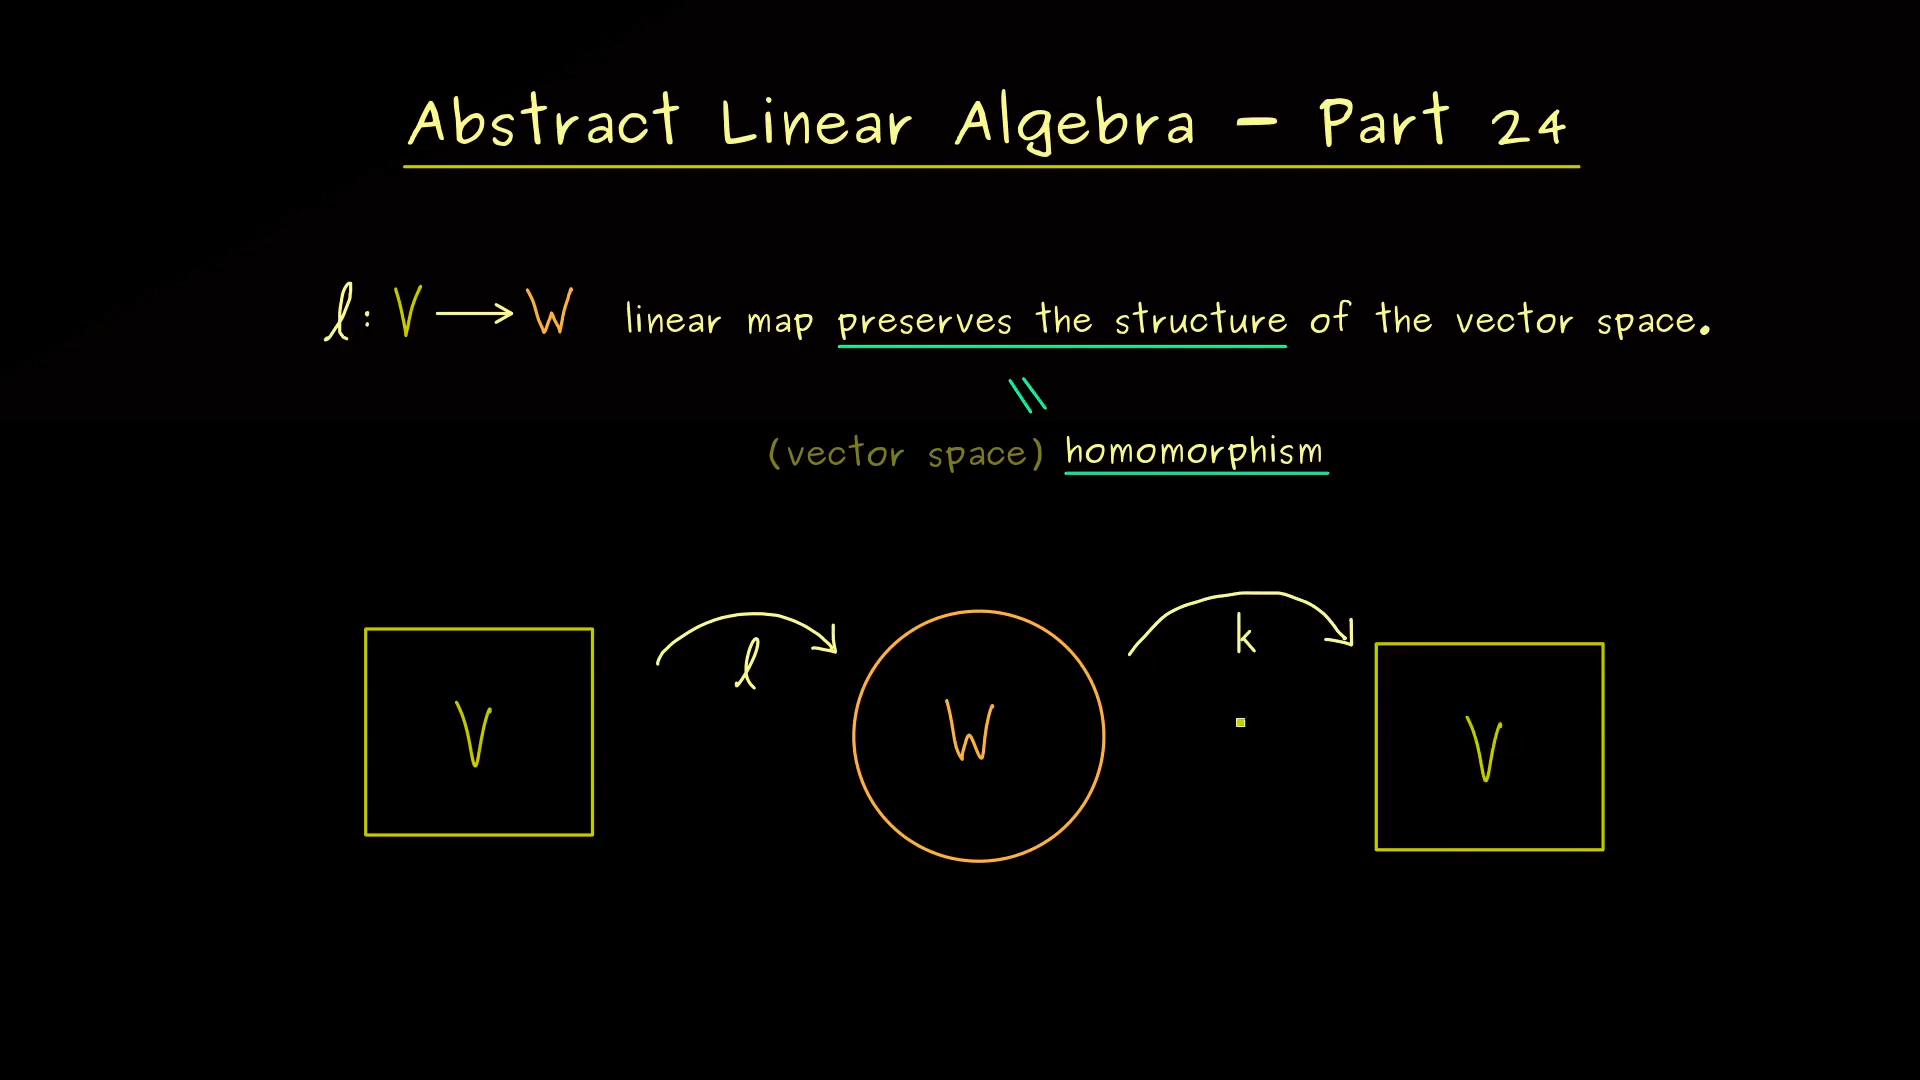 Abstract Linear Algebra – Part 24
ℓ: V → W linear map preserves the structure of the vector space.
(vector space) homomorphism
ℓ k
V W V